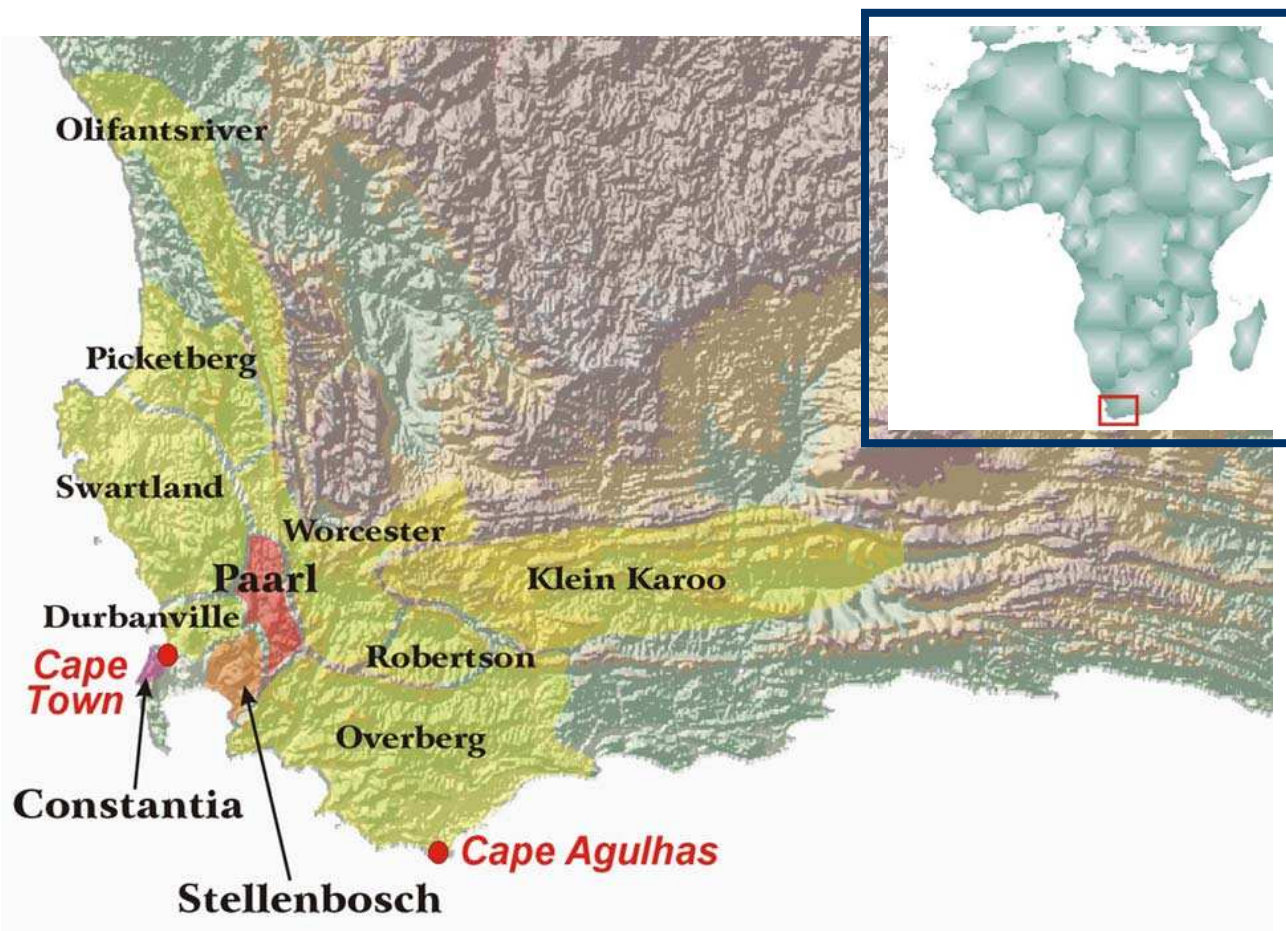 Olifantsriver
Picketberg
Swartland
Worcester
Paarl
Klein Karoo
Durbanville
Robertson
Cape
Town
Overberg
Constantia
Cape Agulhas
Stellenbosch